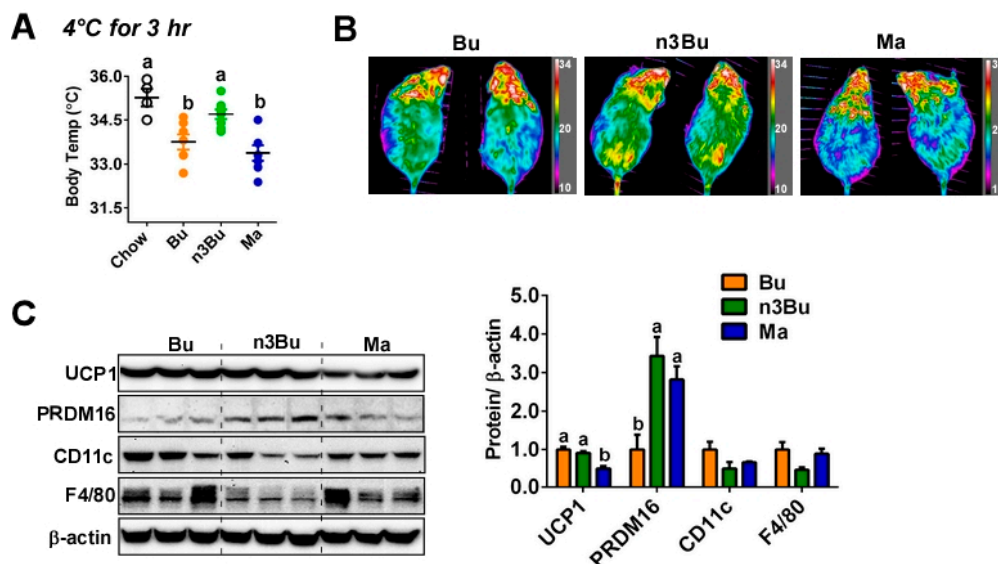 A 4°C for 3 hr
36.0
34.5
33.0
31.5
Body Temp (°C)
a
b
a
b
Chow
Bu
n3Bu
Ma
B
Bu
n3Bu
Ma
34
20
10
34
20
10
34
20
1
C
Bu
n3Bu
Ma
UCP1
PRDM16
CD11c
F4/80
β-actin
Bu
n3Bu
Ma
5.0
4.0
3.0
2.0
1.0
0.0
Protein/ β-actin
a a b
b a a
UCP1
PRDM16
CD11c
F4/80